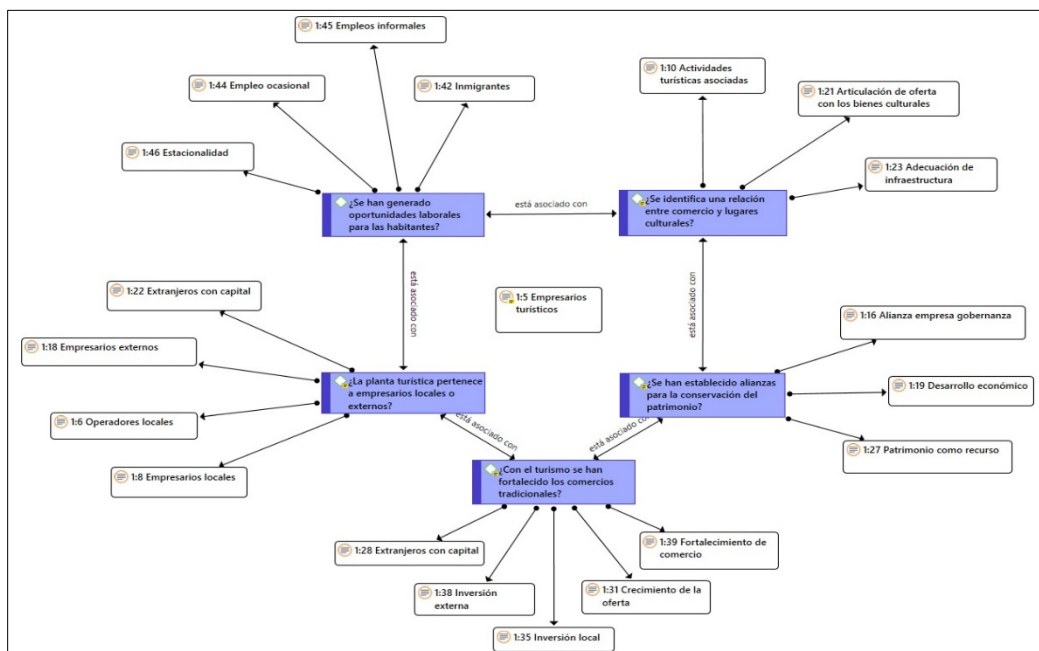 1:45 Empleos informales
1:44 Empleo ocasional
1:42 Inmigrantes
1:46 Estacionalidad
1:10 Actividades
turísticas asociadas
1:21 Articulación de oferta
con los bienes culturales
1:23 Adecuación de
infraestructura
¿Se han generado
oportunidades laborales
para las habitantes?
está asociado con
¿Se identifica una relación
entre comercio y lugares
culturales?
está asociado con
está asociado con
1:5 Empresarios
turísticos
1:22 Extranjeros con capital
1:18 Empresarios externos
1:6 Operadores locales
1:8 Empresarios locales
¿La planta turística pertenece
a empresarios locales o
externos?
¿Se han establecido alianzas
para la conservación del
patrimonio?
1:16 Alianza empresa gobernanza
1:19 Desarrollo económico
1:27 Patrimonio como recurso
está asociado con
está asociado con
¿Con el turismo se han
fortalecido los comercios
tradicionales?
1:28 Extranjeros con capital
1:38 Inversión
externa
1:35 Inversión local
1:31 Crecimiento de la
oferta
1:39 Fortalecimiento de
comercio